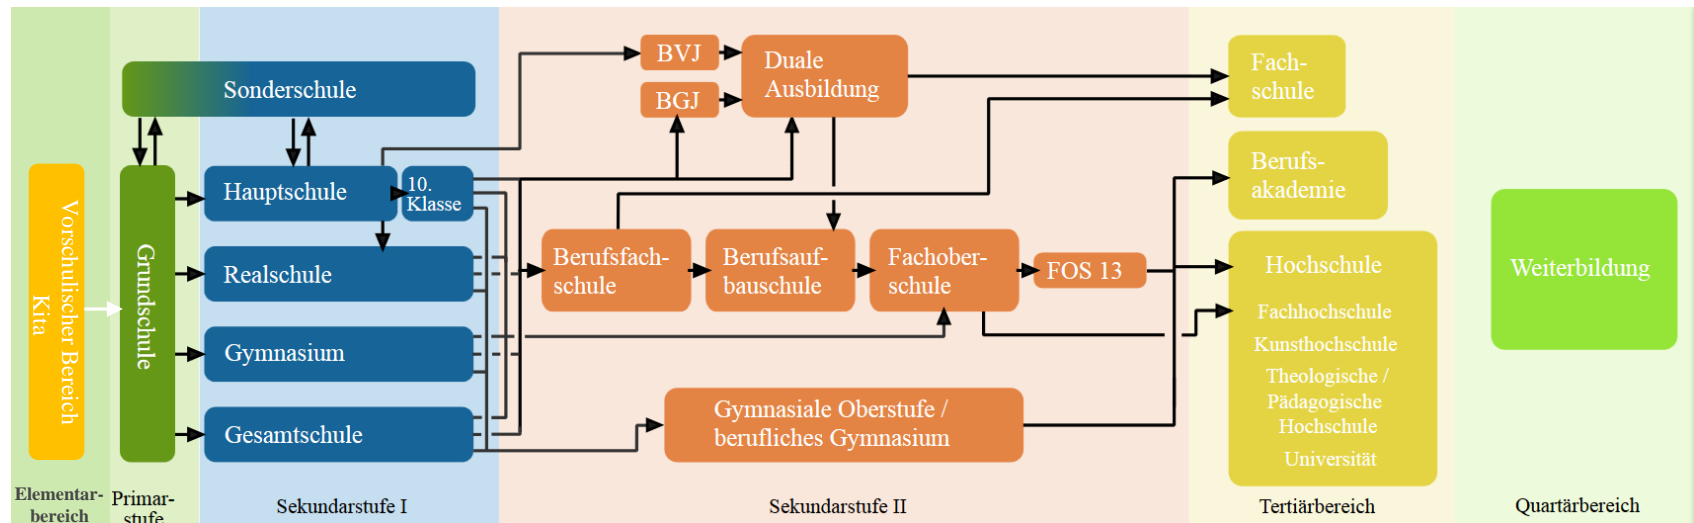 Vorschulischer Bereich
Kita
Elementar-
bereich
Grundschule
Primar-
stufe
Sonderschule
Hauptschule
10.
Klasse
Realschule
Gymnasium
Gesamtschule
Sekundarstufe I
BVJ
BGJ
Duale
Ausbildung
Berufsfach-
schule
Berufsauf-
bauschule
Fachober-
schule
FOS 13
Gymnasiale Oberstufe /
berufliches Gymnasium
Sekundarstufe II
Fach-
schule
Berufs-
akademie
Hochschule
Fachhochschule
Kunsthochschule
Theologische /
Pädagogische
Hochschule
Universität
Tertiärbereich
Weiterbildung
Quartärbereich